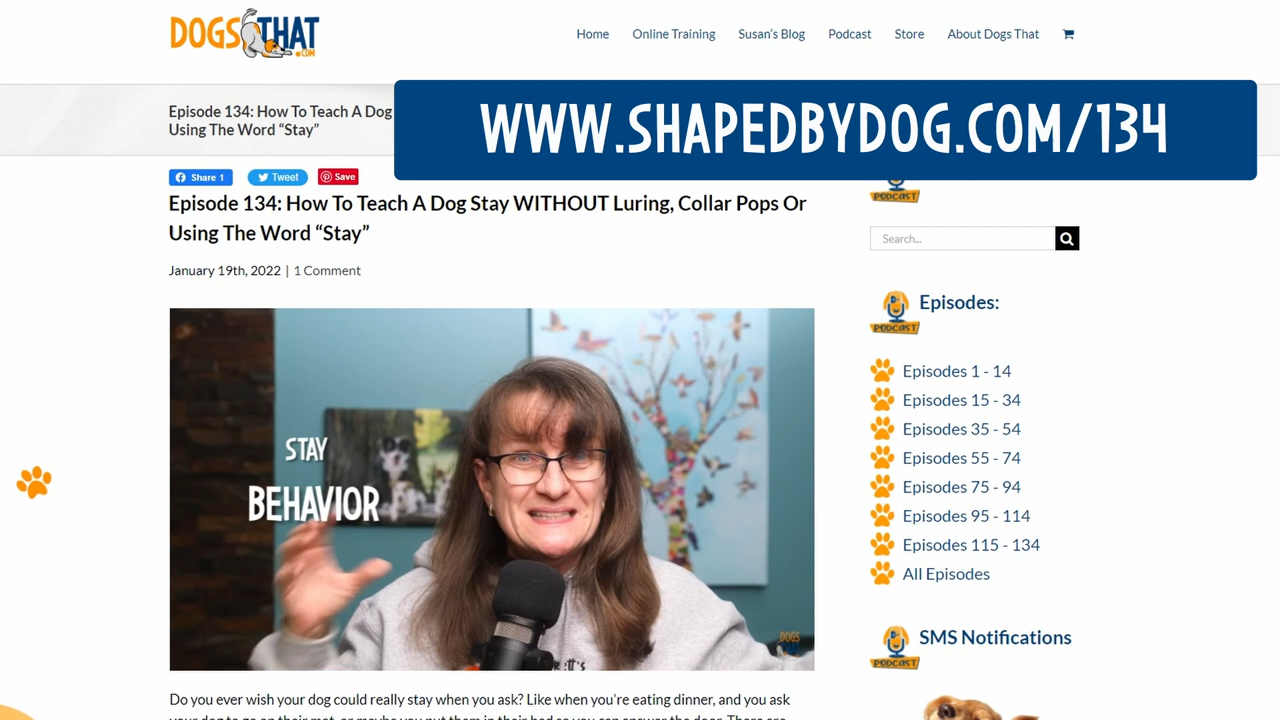 DOGS THAT
.COM
Home
Online Training
Susan's Blog
Podcast
Store
About Dogs That
Episode 134: How To Teach A Dog
Using The Word “Stay”
WWW.SHAPEDBYDOG.COM/134
Share 1
Tweet
Save
PODCAST
Episode 134: How To Teach A Dog Stay WITHOUT Luring, Collar Pops Or
Using The Word “Stay”
Search...
January 19th, 2022 | 1 Comment
PODCAST
Episodes:
STAY
BEHAVIOR
DOGS
THAT
Episodes 1 - 14
Episodes 15 - 34
Episodes 35 - 54
Episodes 55 - 74
Episodes 75 - 94
Episodes 95 - 114
Episodes 115 - 134
All Episodes
PODCAST
SMS Notifications
Do you ever wish your dog could really stay when you ask? Like when you're eating dinner, and you ask